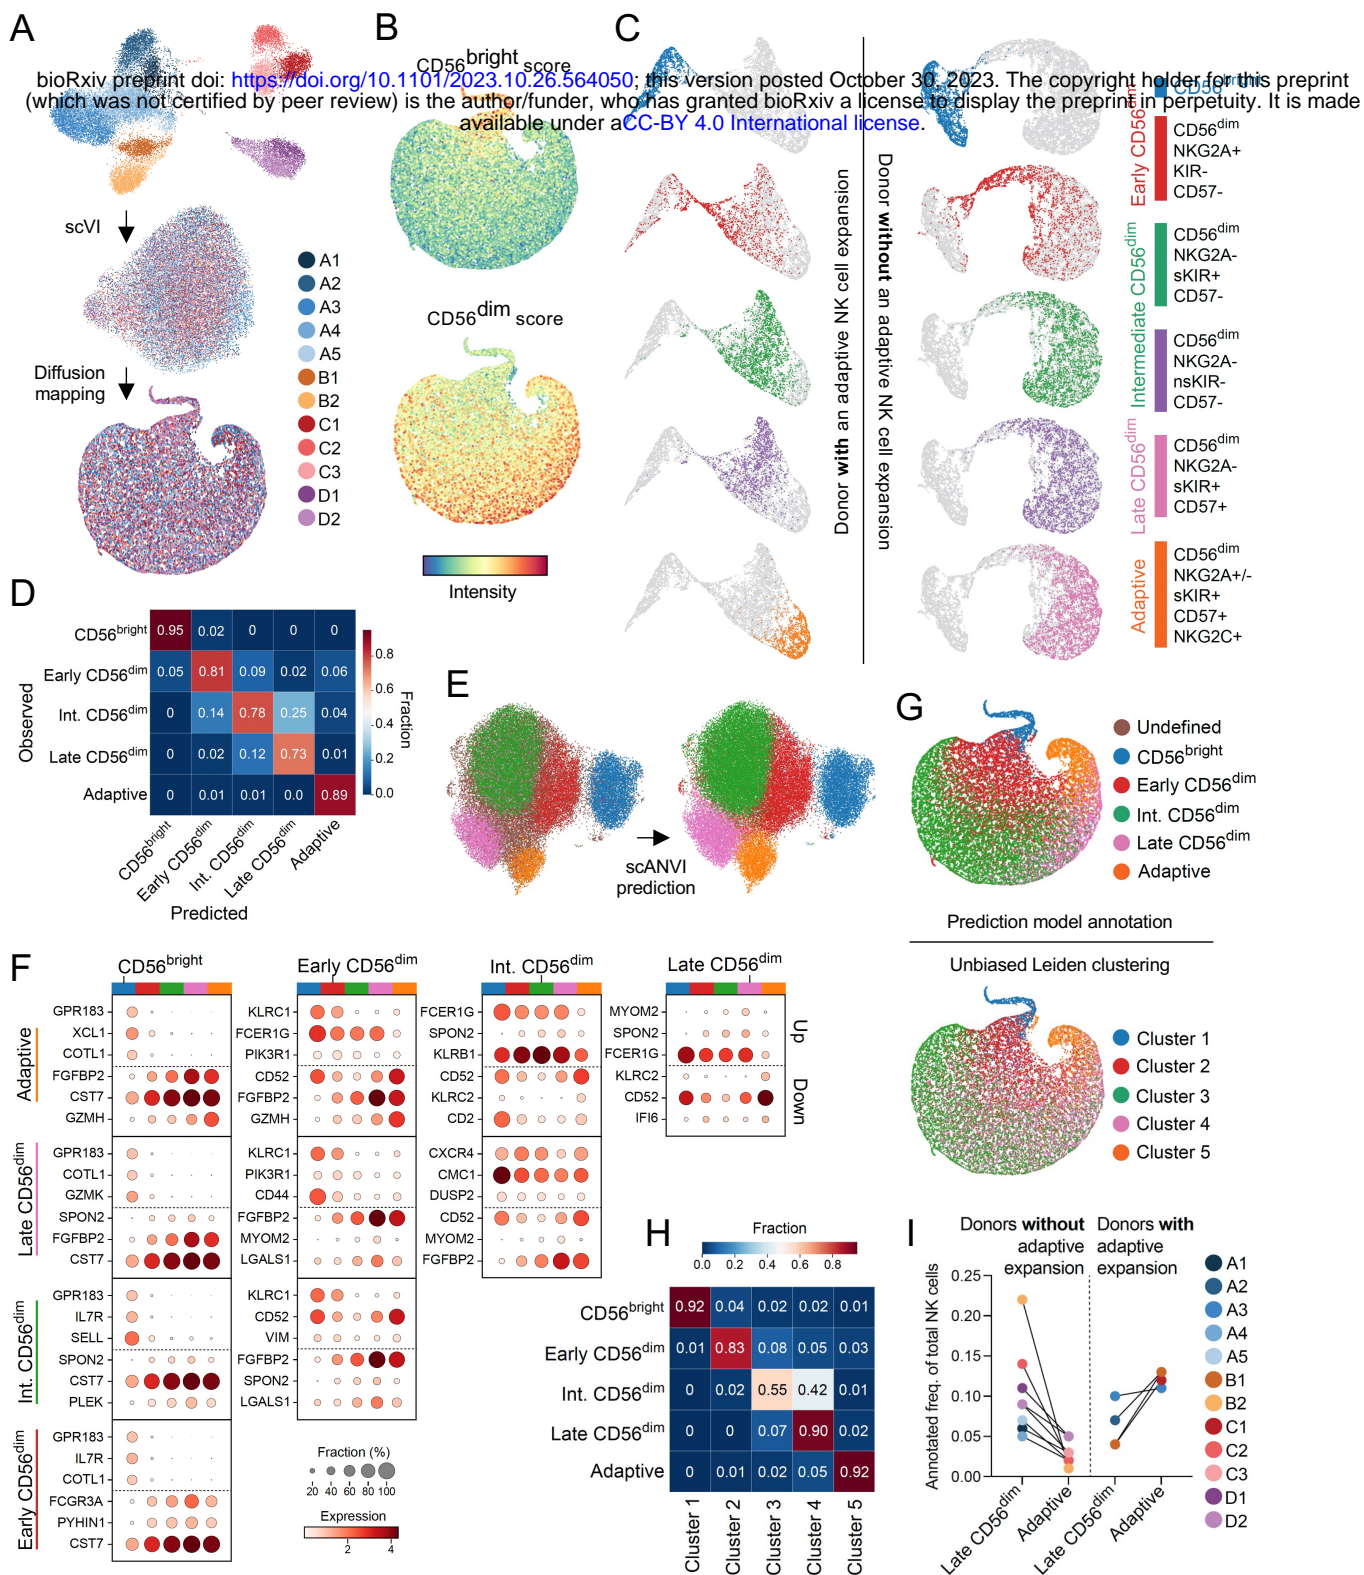 A
B
C
bioRxiv preprint doi: https://doi.org/10.1101/2023.10.26.564050; this version posted October 30, 2023. The copyright holder for this preprint
(which was not certified by peer review) is the author/funder, who has granted bioRxiv a license to display the preprint in perpetuity. It is made
available under aCC-BY 4.0 International license.
scVI
Diffusion
mapping
A1
A2
A3
A4
A5
B1
B2
C1
C2
C3
D1
D2
CD56bright score
CD56dim score
Intensity
Donor with an adaptive NK cell expansion
Donor without an adaptive NK cell expansion
CD56bright
Early CD56dim
CD56dim
NKG2A+
KIR-
CD57-
Intermediate CD56dim
CD56dim
NKG2A-
sKIR+
CD57-
CD56dim
NKG2A-
nsKIR-
CD57-
Late CD56dim
CD56dim
NKG2A-
sKIR+
CD57+
Adaptive
CD56dim
NKG2A+/-
sKIR+
CD57+
NKG2C+
D
Observed
CD56bright 0.95 0.02 0 0 0
Early CD56dim 0.05 0.81 0.09 0.02 0.06
Int. CD56dim 0 0.14 0.78 0.25 0.04
Late CD56dim 0 0.02 0.12 0.73 0.01
Adaptive 0 0.01 0.01 0.0 0.89
CD56bright Early CD56dim Int. CD56dim Late CD56dim Adaptive
Predicted
0.8
0.6
0.4
0.2
0.0
Fraction
E
scANVI
prediction
G
Undefined
CD56bright
Early CD56dim
Int. CD56dim
Late CD56dim
Adaptive
Prediction model annotation
Unbiased Leiden clustering
Cluster 1
Cluster 2
Cluster 3
Cluster 4
Cluster 5
F
CD56bright Early CD56dim Int. CD56dim Late CD56dim
Adaptive
GPR183
XCL1
COTL1
FGFBP2
CST7
GZMH
KLRC1
FCER1G
PIK3R1
CD52
FGFBP2
GZMH
FCER1G
SPON2
KLRB1
CD52
KLRC2
CD2
MYOM2
SPON2
FCER1G
KLRC2
CD52
IFI6
Up
Down
Late CD56dim
GPR183
COTL1
GZMK
SPON2
FGFBP2
CST7
KLRC1
PIK3R1
CD44
FGFBP2
MYOM2
LGALS1
CXCR4
CMC1
DUSP2
CD52
MYOM2
FGFBP2
Int. CD56dim
GPR183
IL7R
SELL
SPON2
CST7
PLEK
KLRC1
CD52
VIM
FGFBP2
SPON2
LGALS1
Early CD56dim
GPR183
IL7R
COTL1
FCGR3A
PYHIN1
CST7
Fraction (%)
20 40 60 80 100
Expression
2 4
H
Fraction
0.0 0.2 0.4 0.6 0.8
CD56bright 0.92 0.04 0.02 0.02 0.01
Early CD56dim 0.01 0.83 0.08 0.05 0.03
Int. CD56dim 0 0.02 0.55 0.42 0.01
Late CD56dim 0 0 0.07 0.90 0.02
Adaptive 0 0.01 0.02 0.05 0.92
Cluster 1 Cluster 2 Cluster 3 Cluster 4 Cluster 5
I
Donors without
adaptive
expansion
Donors with
adaptive
expansion
Annotated freq. of total NK cells
0.25
0.20
0.15
0.10
0.05
0.00
Late CD56dim Adaptive Late CD56dim Adaptive
A1
A2
A3
A4
A5
B1
B2
C1
C2
C3
D1
D2